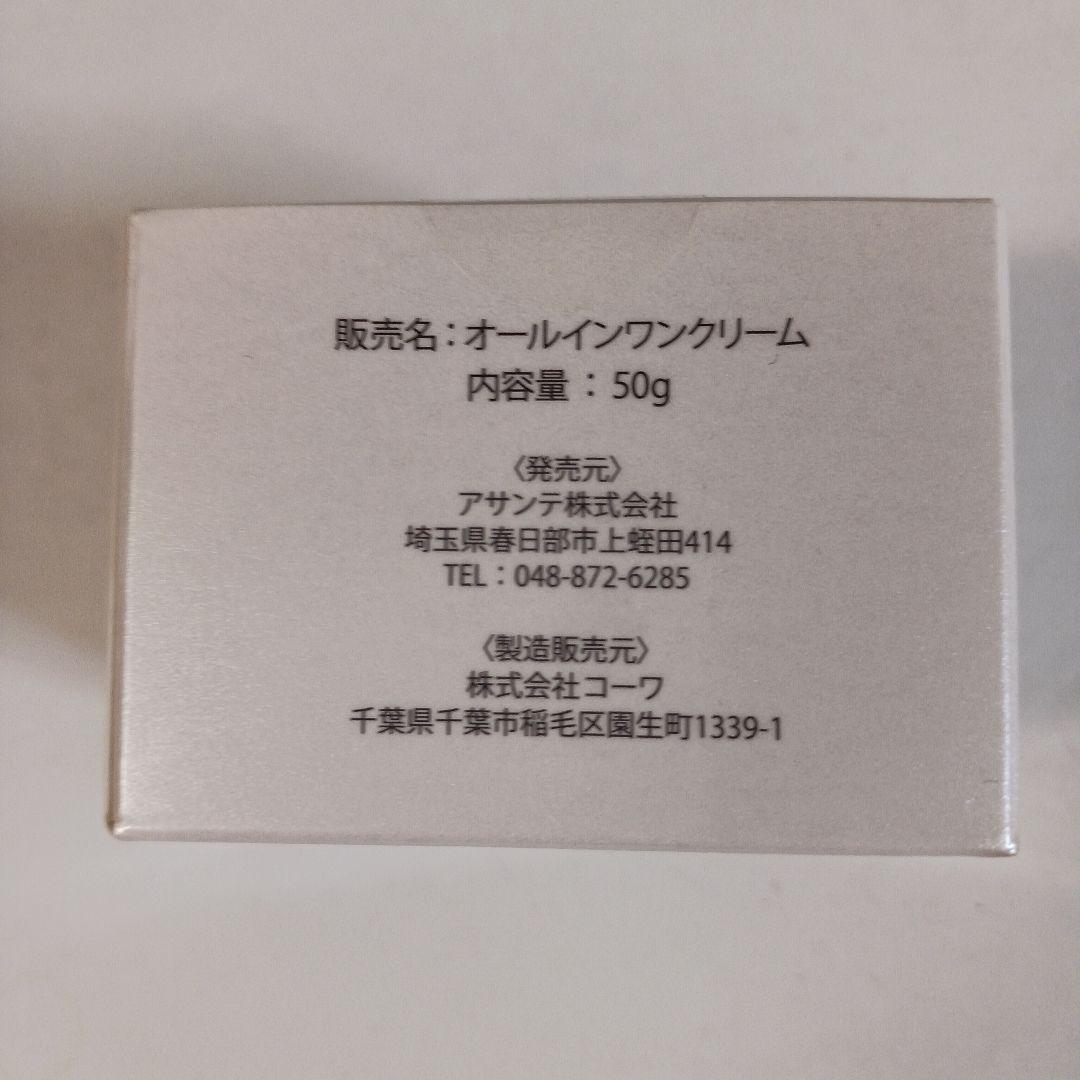 販売名：オールインワンクリーム
内容量 ： 50g
〈発売元〉
アサンテ株式会社
埼玉県春日部市上蛭田414
TEL：048-872-6285
〈製造販売元〉
株式会社コーワ
千葉県千葉市稲毛区園生町1339-1